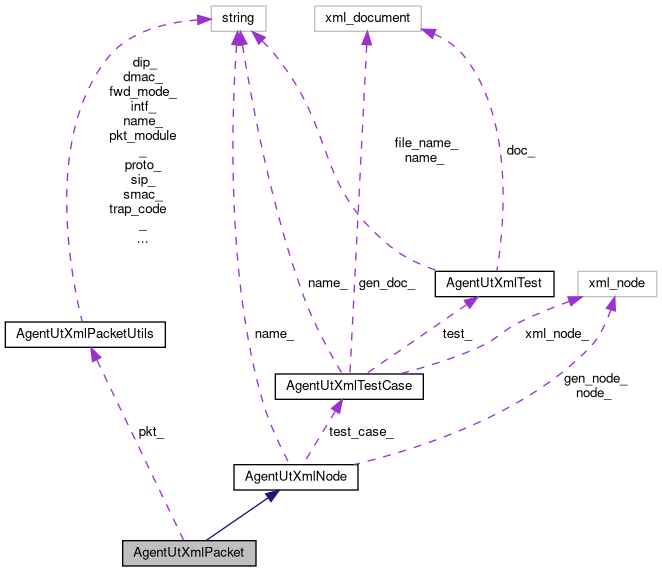 string
xml_document
dip_
dmac_
fwd_mode_
intf_
name_
pkt_module
_
proto_
sip_
smac_
trap_code
_
...
file_name_
name_
doc_
AgentUtXmlTest
xml_node
name_
gen_doc_
AgentUtXmlPacketUtils
name_
test_
xml_node_
AgentUtXmlTestCase
gen_node_
node_
pkt_
test_case_
AgentUtXmlNode
AgentUtXmlPacket